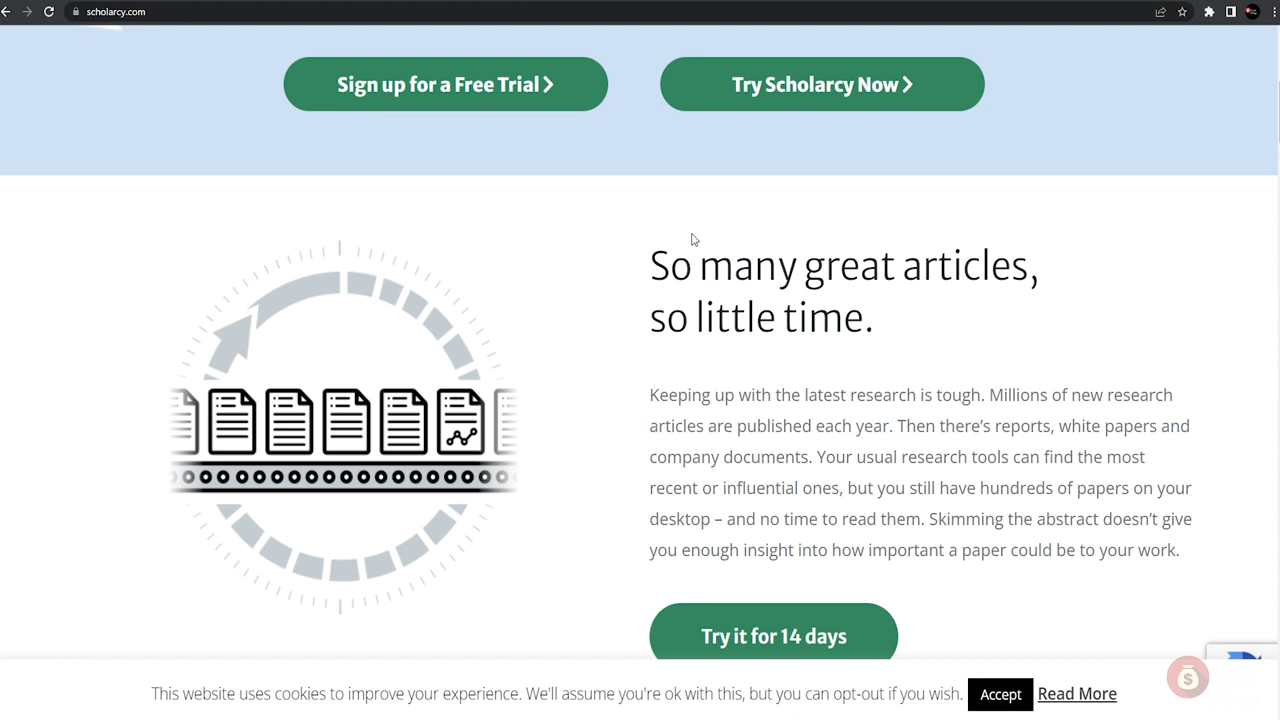 scholarcy.com
Sign up for a Free Trial
Try Scholarcy Now
So many great articles,
so little time.
Keeping up with the latest research is tough. Millions of new research
articles are published each year. Then there’s reports, white papers and
company documents. Your usual research tools can find the most
recent or influential ones, but you still have hundreds of papers on your
desktop – and no time to read them. Skimming the abstract doesn’t give
you enough insight into how important a paper could be to your work.
Try it for 14 days
This website uses cookies to improve your experience. We'll assume you're ok with this, but you can opt-out if you wish. Accept Read More